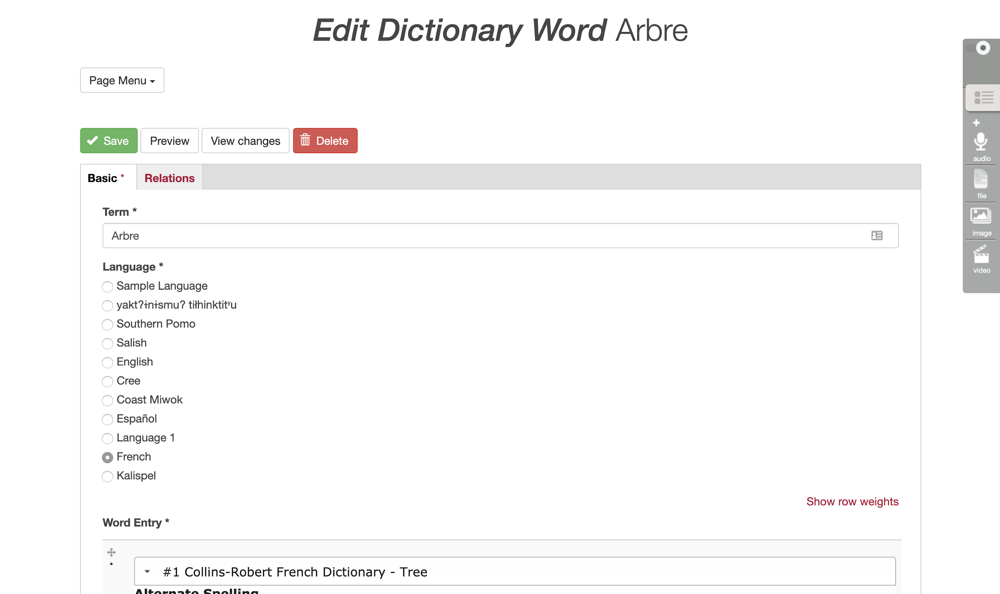 Edit Dictionary Word Arbre
Page Menu
Save
Preview
View changes
Delete
Basic *
Relations
Term *
Arbre
Language *
Sample Language
yaktʔɨnɨsmuʔ tiłhinktitʸu
Southern Pomo
Salish
English
Cree
Coast Miwok
Español
Language 1
French
Kalispel
Show row weights
Word Entry *
#1 Collins-Robert French Dictionary - Tree
Alternate Spelling
audio
file
image
video